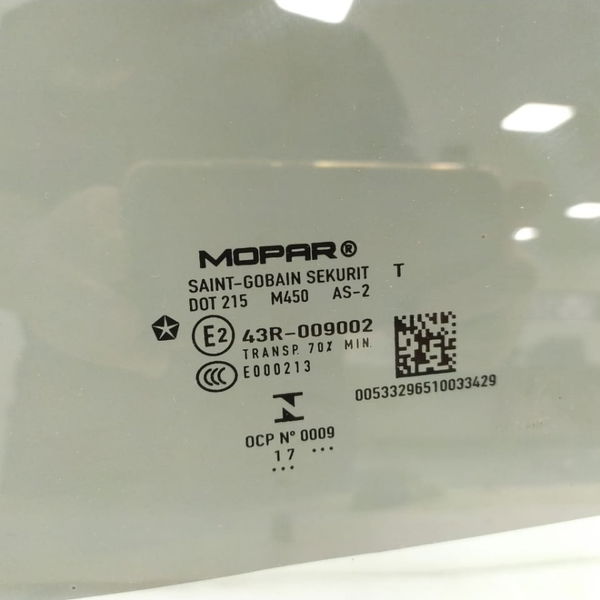 MOPAR®
SAINT-GOBAIN SEKURIT T
DOT 215 M450 AS-2
E2 43R-009002
TRANSP. 70% MIN.
CCC E000213
00533296510033429
OCP N° 0009
17